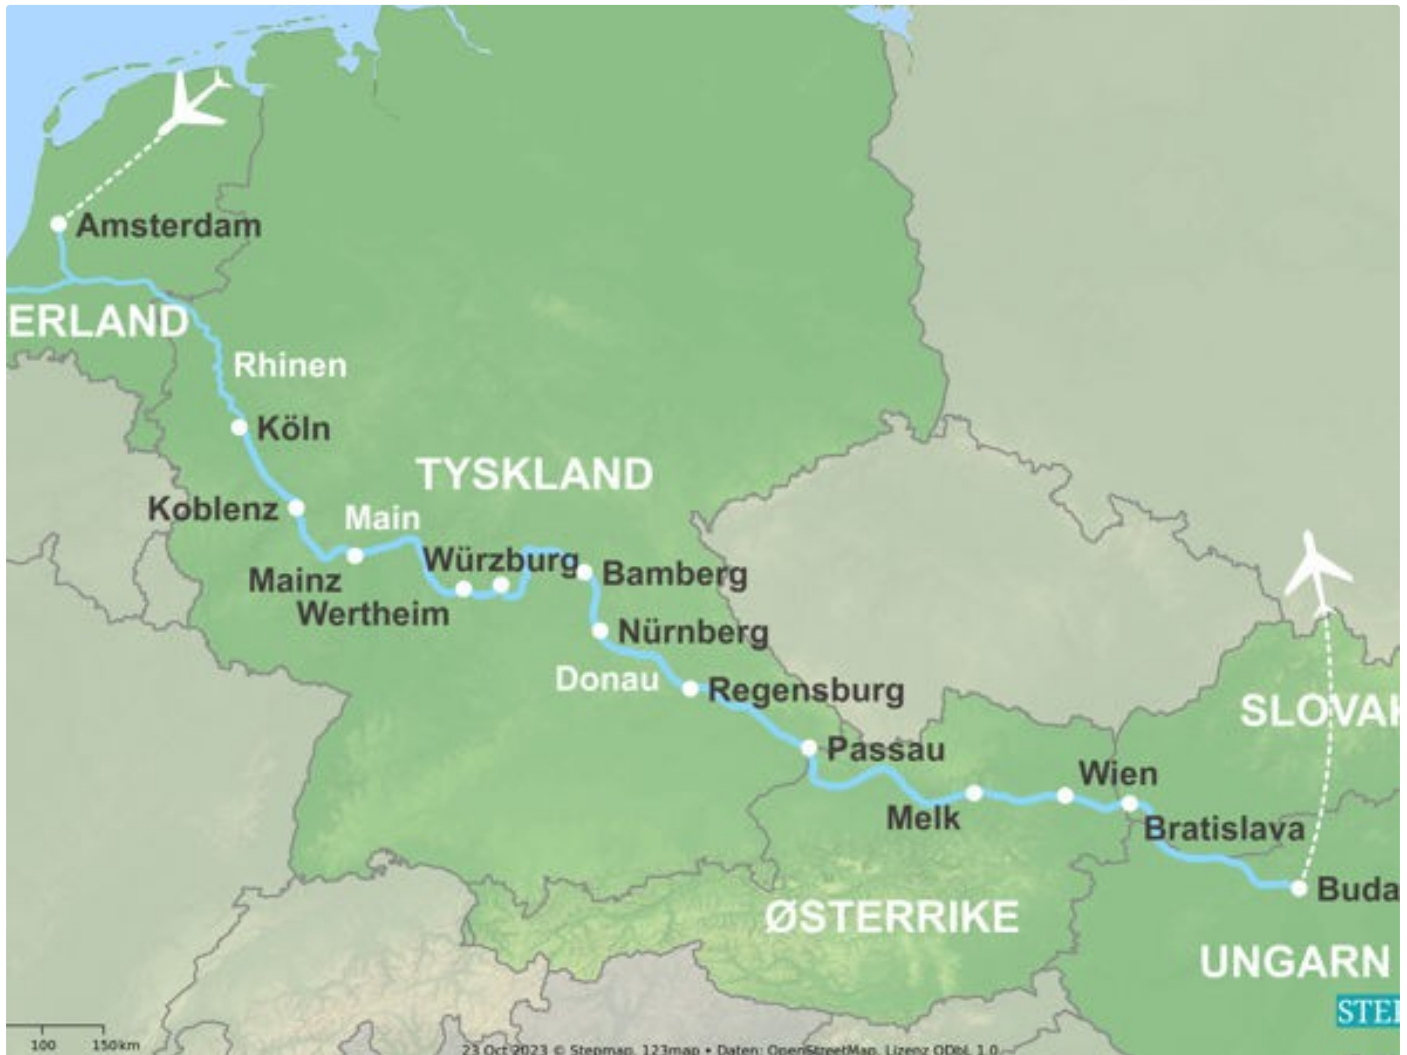 Amsterdam
ERLAND
Rhinen
Köln
TYSKLAND
Koblenz
Main
Würzburg
Bamberg
Mainz
Wertheim
Nürnberg
Donau
Regensburg
SLOVAK
Passau
Wien
Melk
Bratislava
Buda
ØSTERRIKE
UNGARN
STEP
100 150km
23 Oct 2023 © Stepmap, 123map • Daten: OpenStreetMap, Lizenz ODbL 1.0